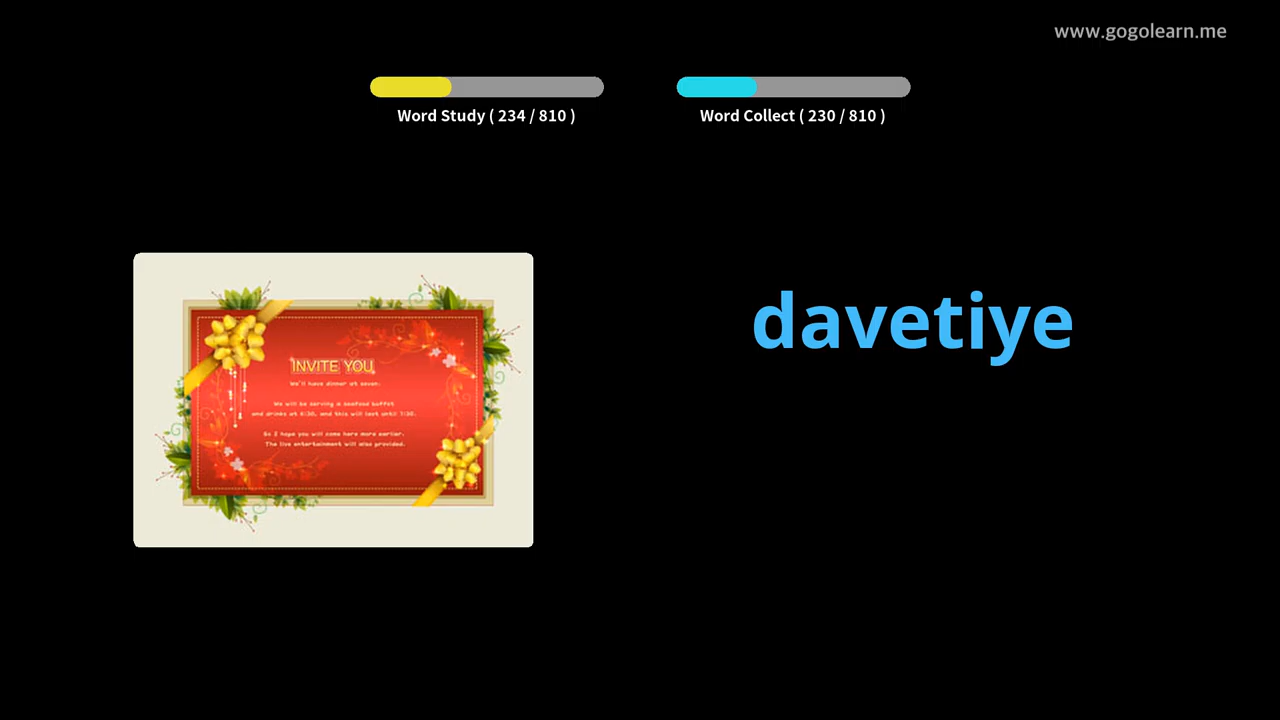 www.gogolearn.me
Word Study ( 234 / 810 )
Word Collect ( 230 / 810 )
davetiye
INVITE YOU
We'll have dinner at seven:
We will be serving a seafood buffet
and drinks at 6:30, and this will last until 7:30.
So I hope you will come here more earlier.
The live entertainment will also provided.